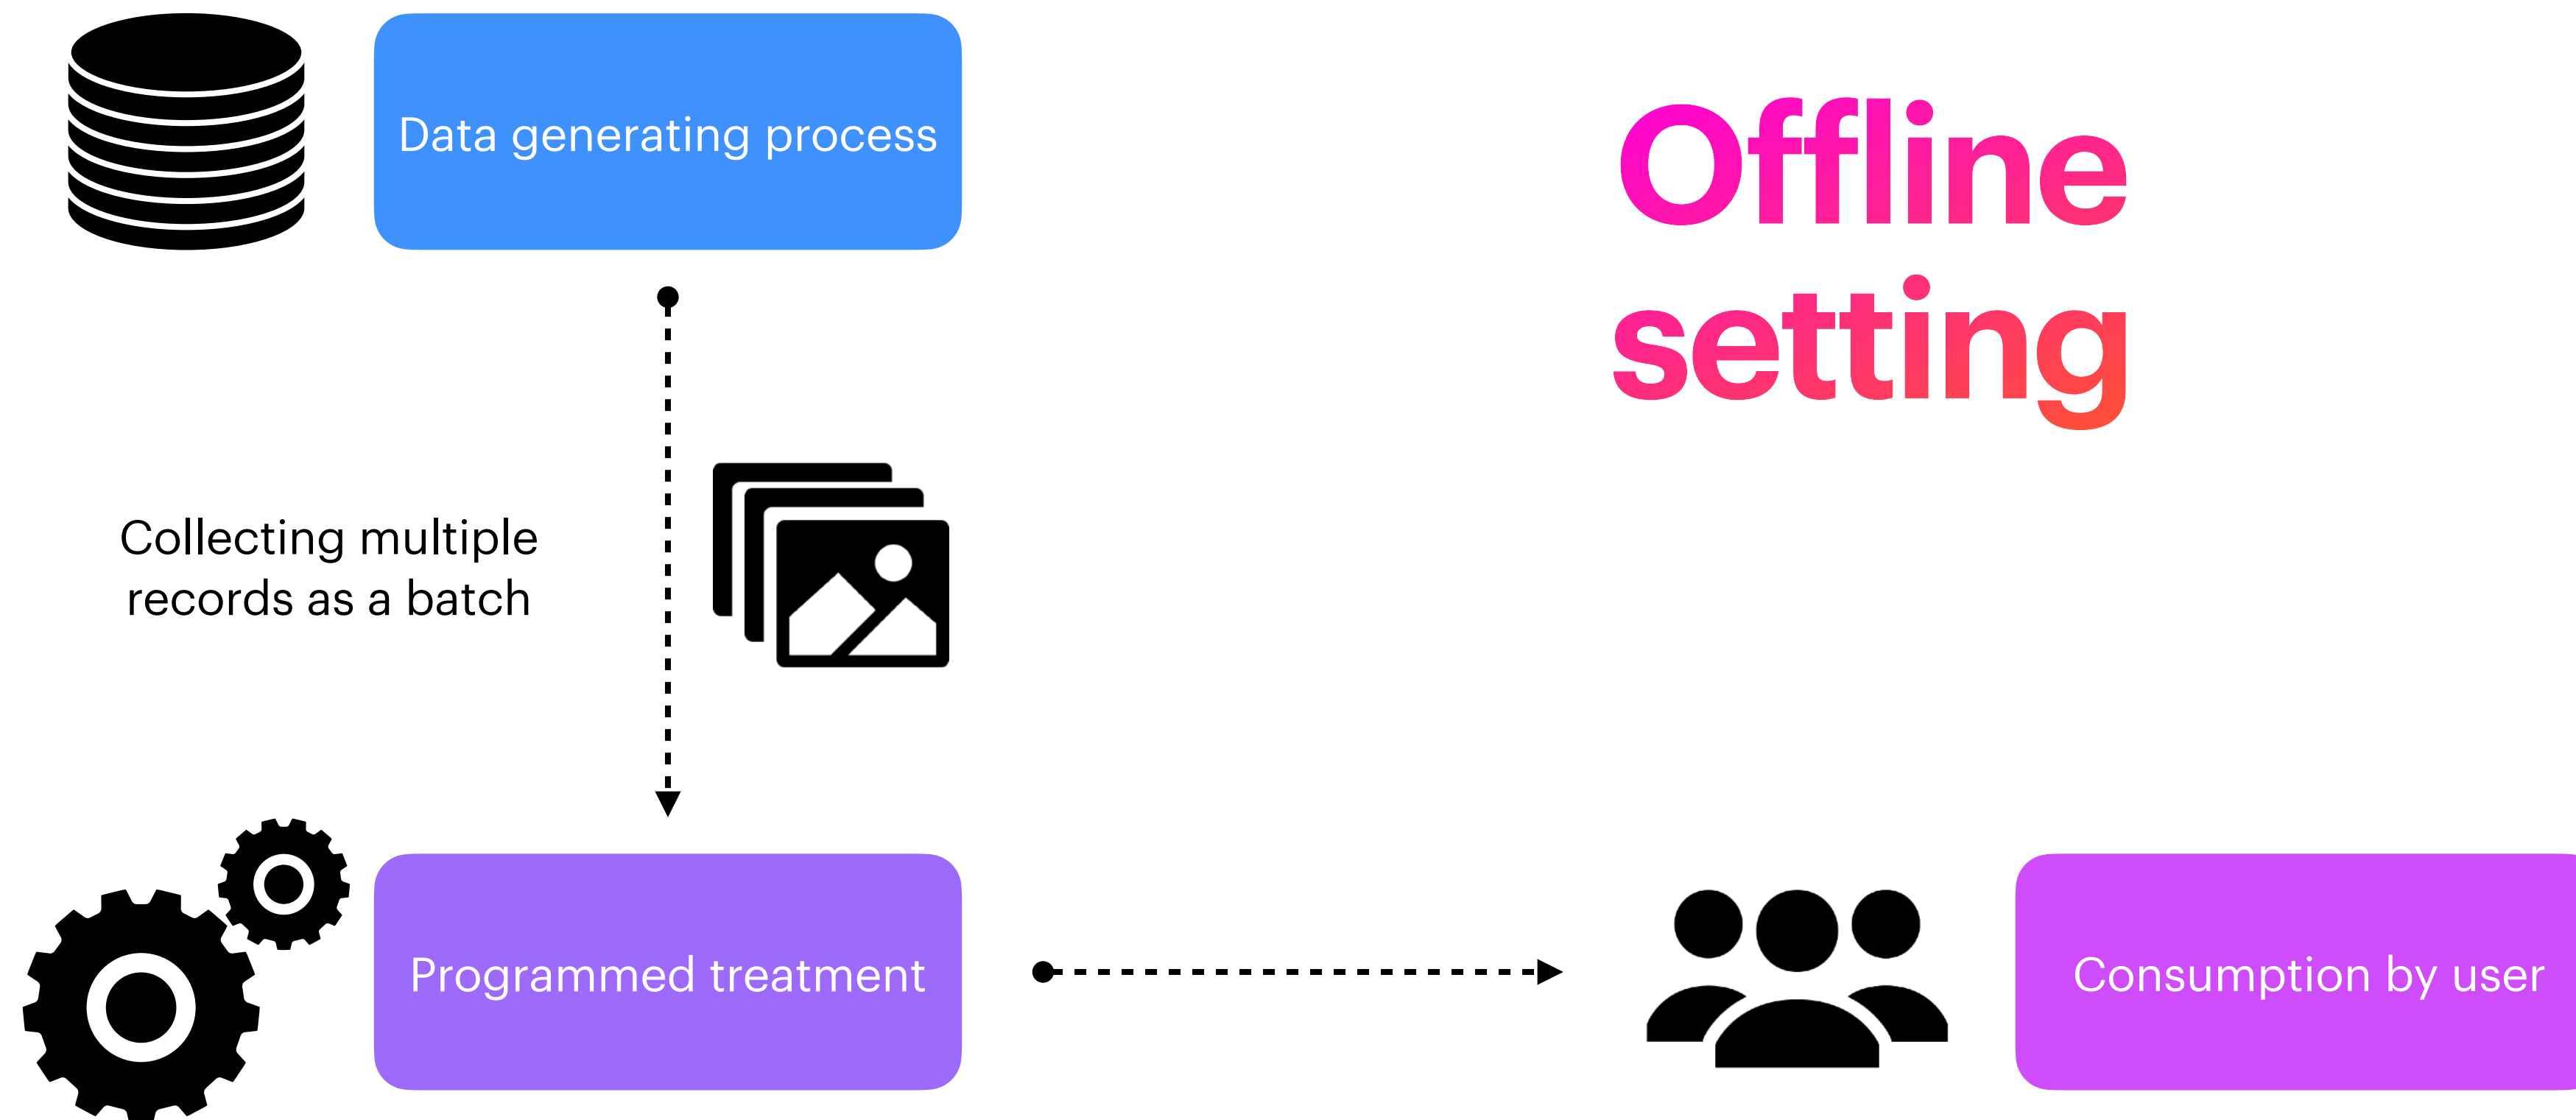 Data generating process
Offline
setting
Collecting multiple
records as a batch
Programmed treatment
Consumption by user